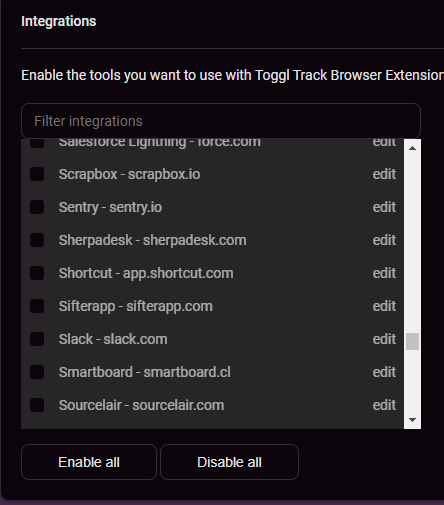 Integrations
Enable the tools you want to use with Toggl Track Browser Extension
Filter integrations
Salesforce Lightning - force.com edit
Scrapbox - scrapbox.io edit
Sentry - sentry.io edit
Sherpadesk - sherpadesk.com edit
Shortcut - app.shortcut.com edit
Sifterapp - sifterapp.com edit
Slack - slack.com edit
Smartboard - smartboard.cl edit
Sourcelair - sourcelair.com edit
Enable all Disable all